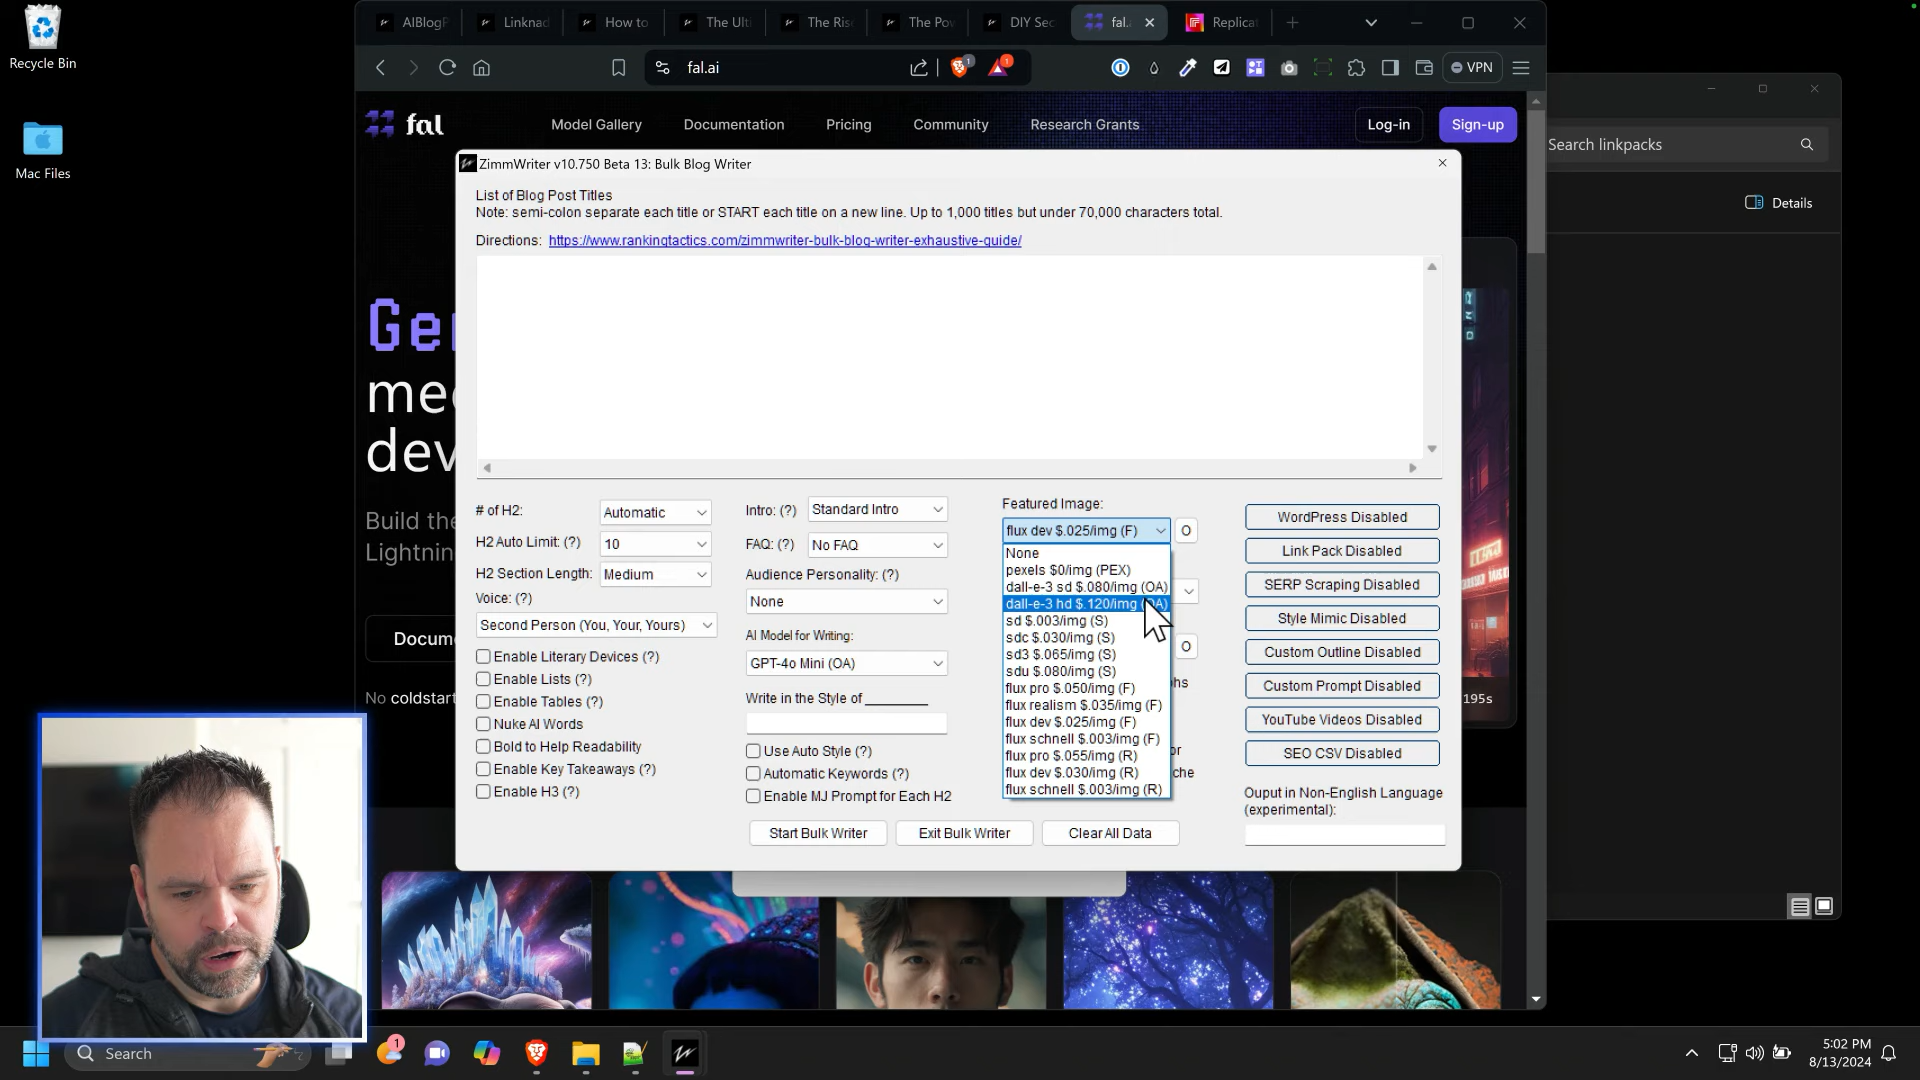 Recycle Bin
Mac Files
AIBlogP
Linknad
How to
The Ulti
The Ris
The Pov
DIY Sec
fal.
Replicat
fal.ai
VPN
fal
Model Gallery
Documentation
Pricing
Community
Research Grants
Log-in
Sign-up
Search linkpacks
Details
ZimmWriter v10.750 Beta 13: Bulk Blog Writer
List of Blog Post Titles
Note: semi-colon separate each title or START each title on a new line. Up to 1,000 titles but under 70,000 characters total.
Directions: https://www.rankingtactics.com/zimmwriter-bulk-blog-writer-exhaustive-guide/
Ge
me
dev
Build the
Lightnin
Docum
No coldstart
195s
# of H2:
Automatic
H2 Auto Limit: (?)
10
H2 Section Length:
Medium
Voice: (?)
Second Person (You, Your, Yours)
Enable Literary Devices (?)
Enable Lists (?)
Enable Tables (?)
Nuke AI Words
Bold to Help Readability
Enable Key Takeaways (?)
Enable H3 (?)
Intro: (?)
Standard Intro
FAQ: (?)
No FAQ
Audience Personality: (?)
None
AI Model for Writing:
GPT-4o Mini (OA)
Write in the Style of ________
Use Auto Style (?)
Automatic Keywords (?)
Enable MJ Prompt for Each H2
Featured Image:
flux dev $.025/img (F)
O
None
pexels $0/img (PEX)
dall-e-3 sd $.080/img (OA)
dall-e-3 hd $.120/img (OA)
sd $.003/img (S)
sdc $.030/img (S)
sd3 $.065/img (S)
sdu $.080/img (S)
flux pro $.050/img (F)
flux realism $.035/img (F)
flux dev $.025/img (F)
flux schnell $.003/img (F)
flux pro $.055/img (R)
flux dev $.030/img (R)
flux schnell $.003/img (R)
O
hs
or
che
WordPress Disabled
Link Pack Disabled
SERP Scraping Disabled
Style Mimic Disabled
Custom Outline Disabled
Custom Prompt Disabled
YouTube Videos Disabled
SEO CSV Disabled
Ouput in Non-English Language
(experimental):
Start Bulk Writer
Exit Bulk Writer
Clear All Data
Search
1
5:02 PM
8/13/2024